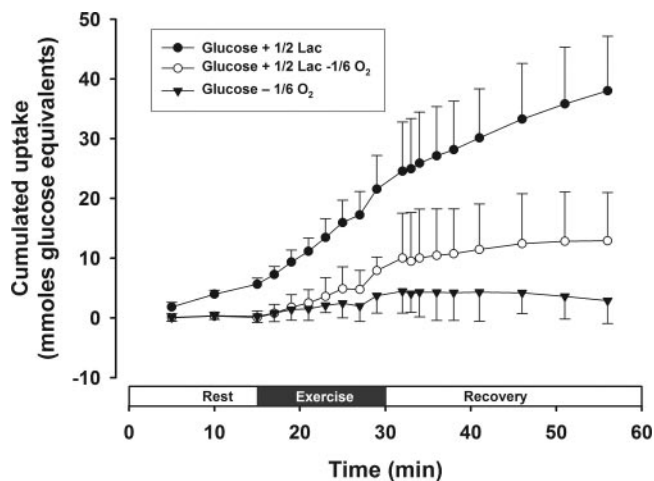 50
40
30
20
10
0
-10
Cumulated uptake
(mmoles glucose equivalents)
Glucose + 1/2 Lac
Glucose + 1/2 Lac -1/6 O₂
Glucose – 1/6 O₂
Rest Exercise Recovery
0 10 20 30 40 50 60
Time (min)